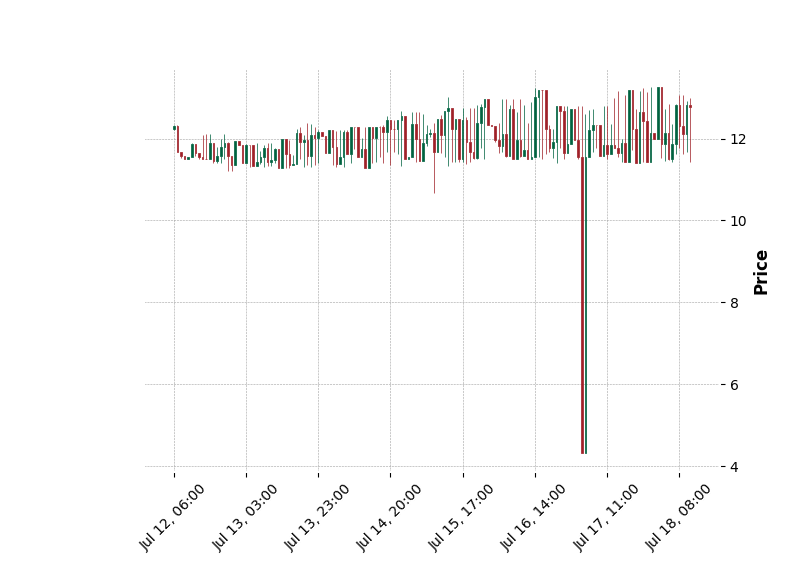 12
10
8
6
4
Price
Jul 12, 06:00
Jul 13, 03:00
Jul 13, 23:00
Jul 14, 20:00
Jul 15, 17:00
Jul 16, 14:00
Jul 17, 11:00
Jul 18, 08:00